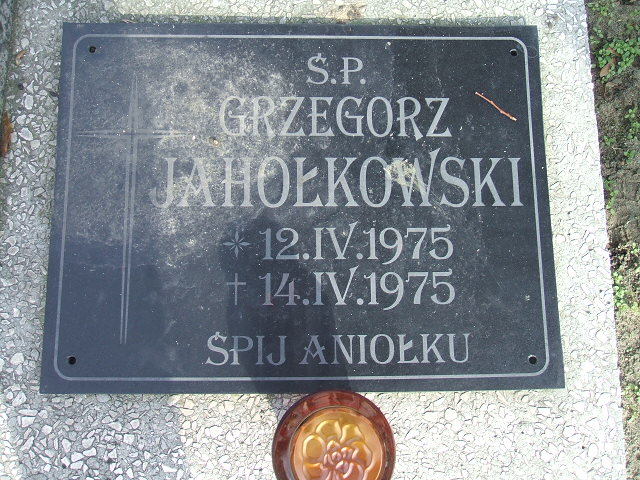 Ś.P.
GRZEGORZ
JAHOŁKOWSKI
* 12.IV.1975
† 14.IV.1975
ŚPIJ ANIOŁKU